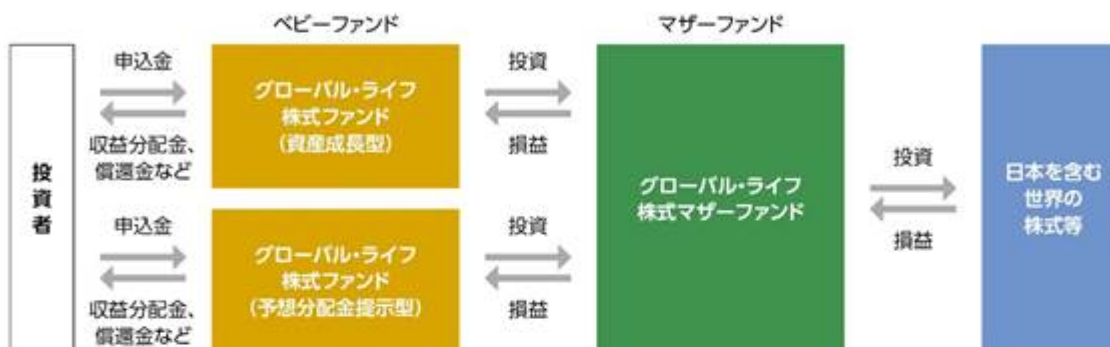 ベビーファンド
マザーファンド
投資者
申込金
収益分配金、
償還金など
グローバル・ライフ
株式ファンド
(資産成長型)
投資
損益
申込金
収益分配金、
償還金など
グローバル・ライフ
株式ファンド
(予想分配金提示型)
投資
損益
グローバル・ライフ
株式マザーファンド
投資
損益
日本を含む
世界の
株式等